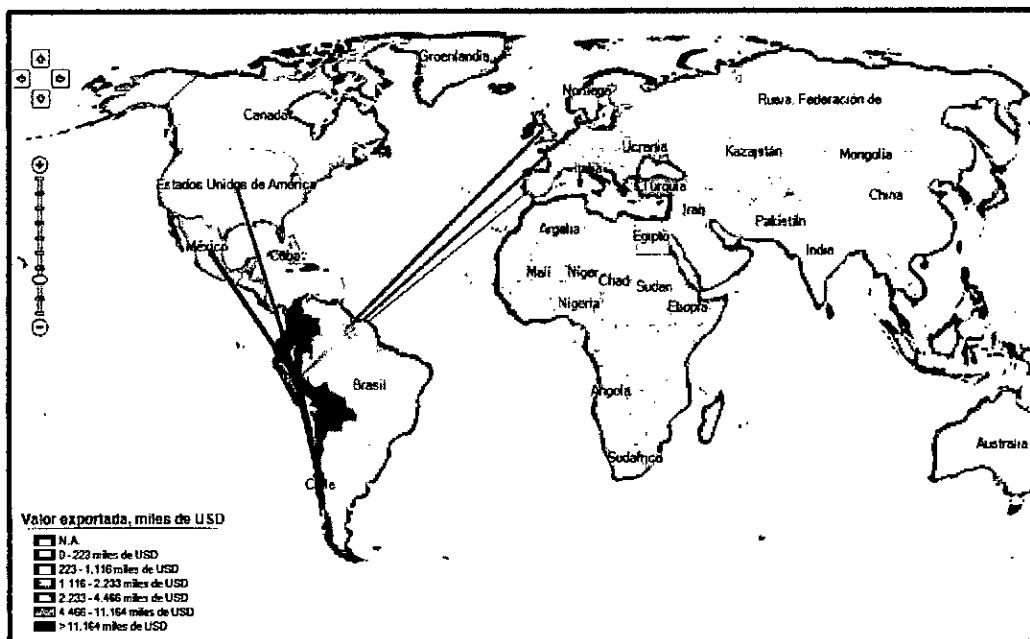 Groenlandia
Noruega
Rusia, Federación de
Canadá
Ucrania
Kazajstán
Mongolia
Italia
Estados Unidos de América
Turquía
China
Irán
Pakistán
México
Cuba
Argelia
Egipto
India
Malí
Níger
Chad
Sudán
Nigeria
Etiopía
Brasil
Angola
Australia
Sudáfrica
Chile
Valor exportada, miles de USD
N.A.
0 - 223 miles de USD
223 - 1.116 miles de USD
1.116 - 2.233 miles de USD
2.233 - 4.466 miles de USD
4.466 - 11.164 miles de USD
> 11.164 miles de USD